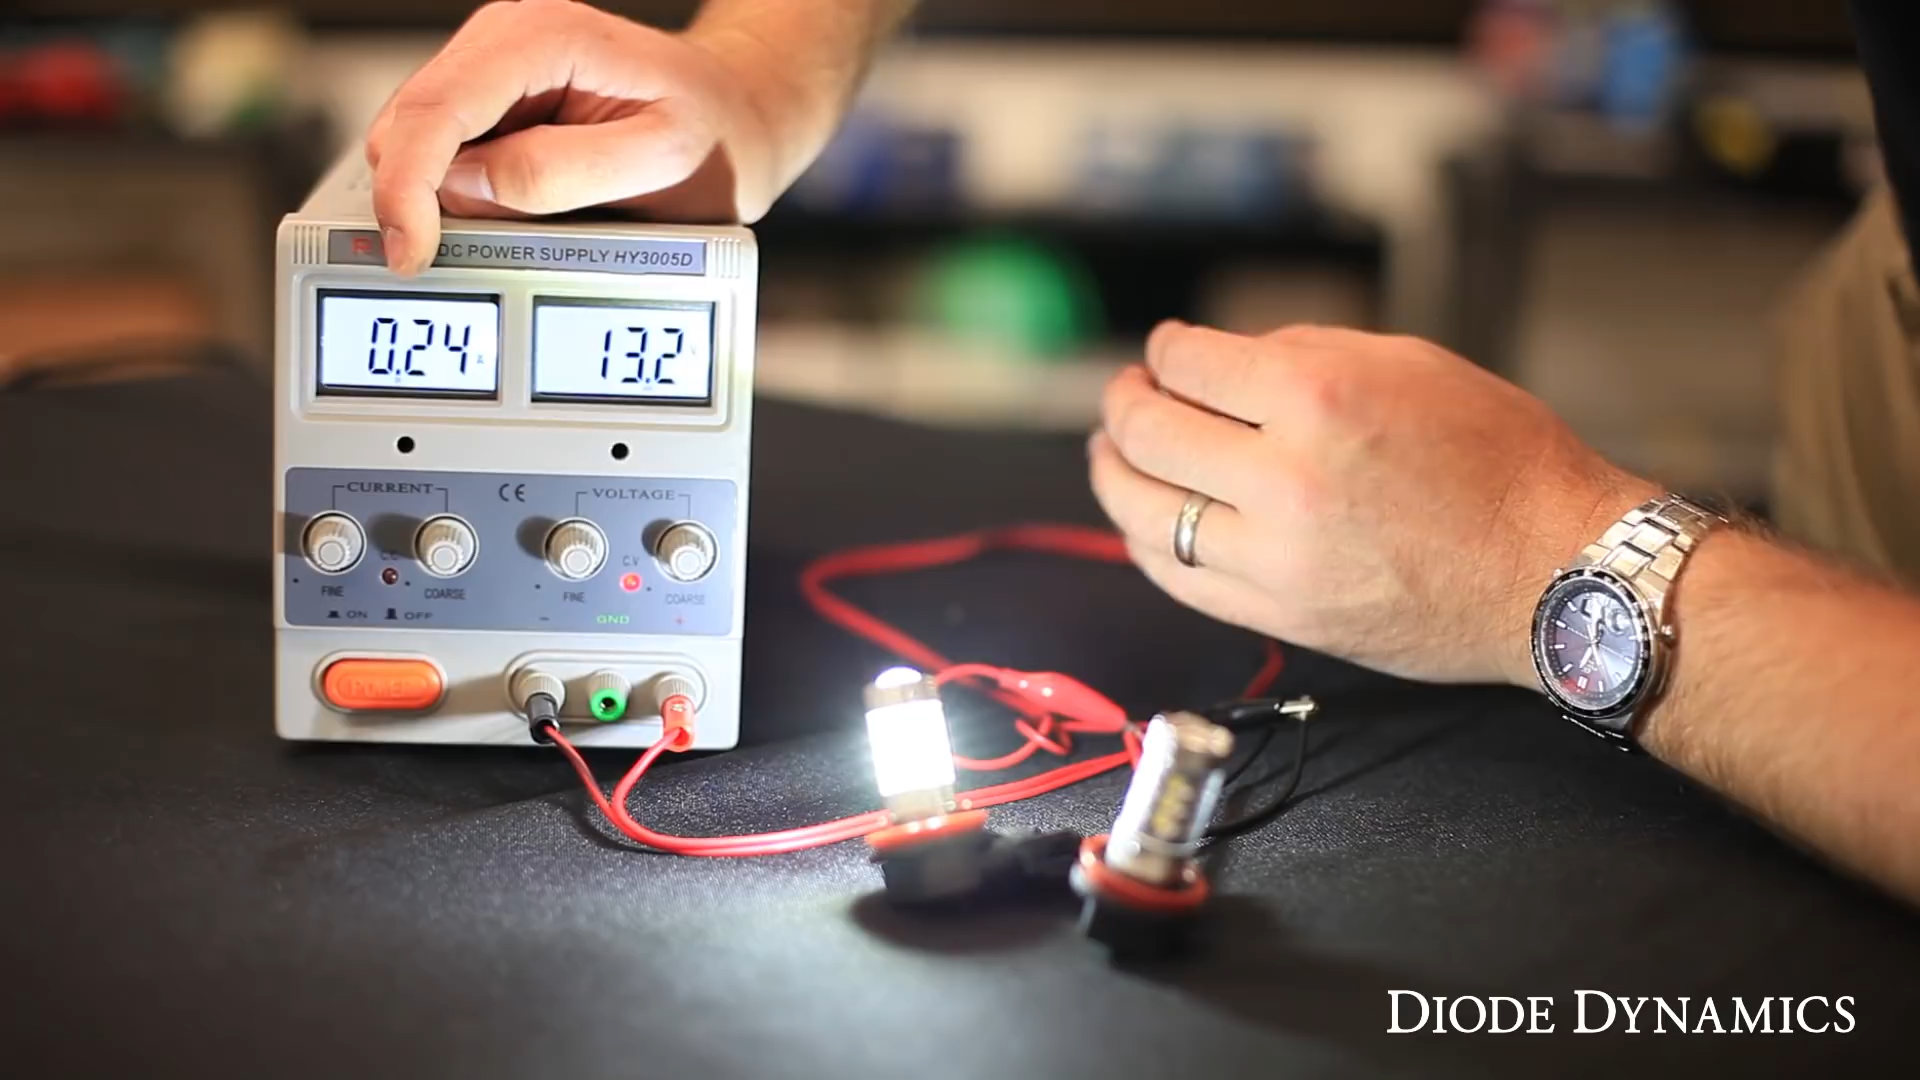 DC POWER SUPPLY HY3005D
0.24 A
13.2 V
CURRENT
CE
VOLTAGE
C.C
C.V
FINE
COARSE
FINE
COARSE
ON
OFF
−
GND
+
POWER
DIODE DYNAMICS